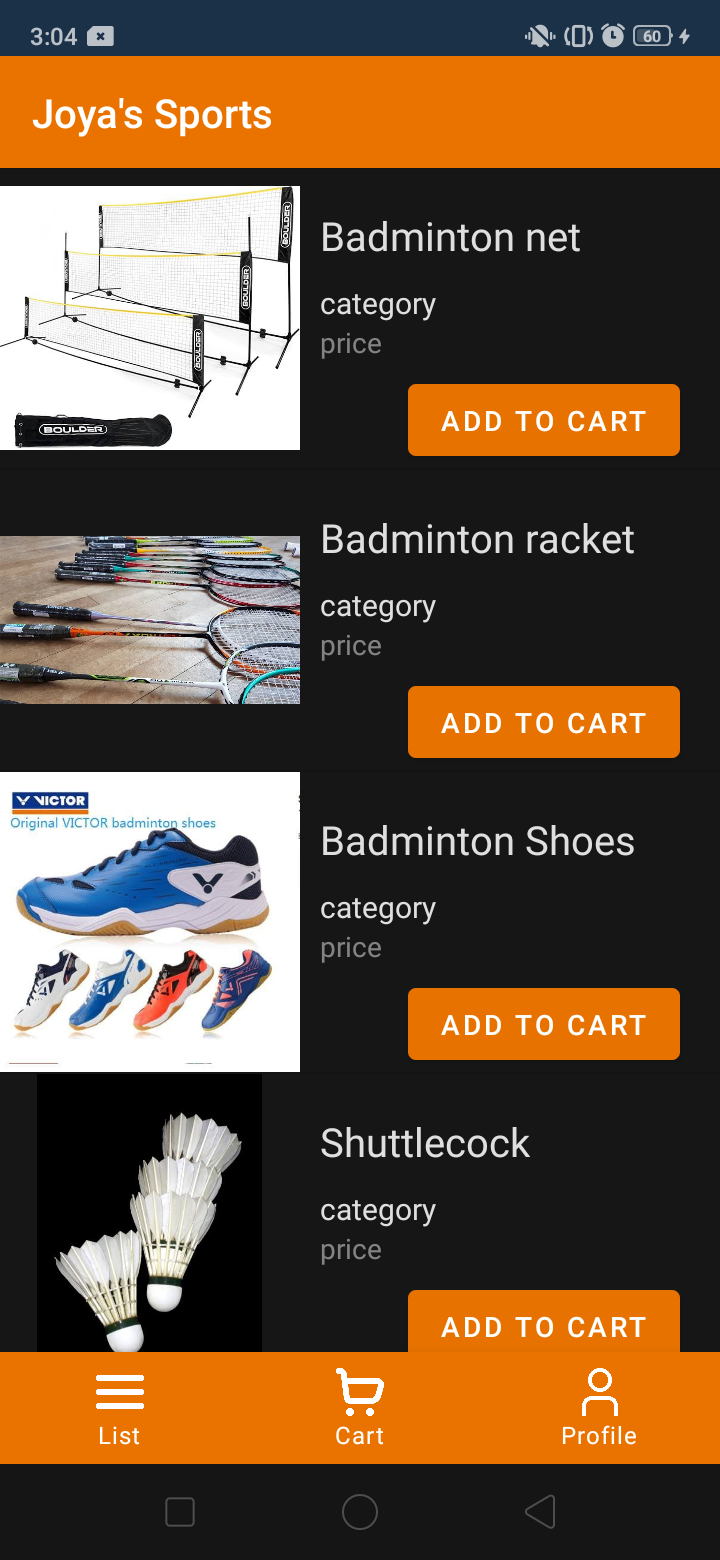 3:04
60
Joya's Sports
BOULDER
BOULDER
BOULDER
BOULDER
Badminton net
category
price
ADD TO CART
Badminton racket
category
price
ADD TO CART
VICTOR
Original VICTOR badminton shoes
Badminton Shoes
category
price
ADD TO CART
Shuttlecock
category
price
ADD TO CART
List
Cart
Profile